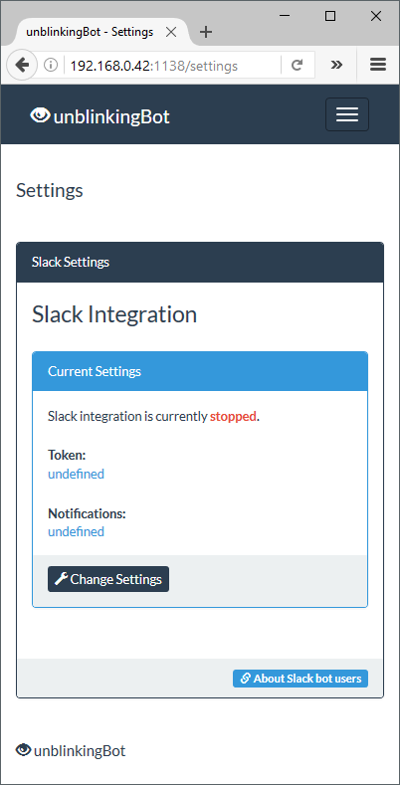 unblinkingBot - Settings
192.168.0.42:1138/settings
unblinkingBot
Settings
Slack Settings
Slack Integration
Current Settings
Slack integration is currently stopped.
Token:
undefined
Notifications:
undefined
Change Settings
About Slack bot users
unblinkingBot